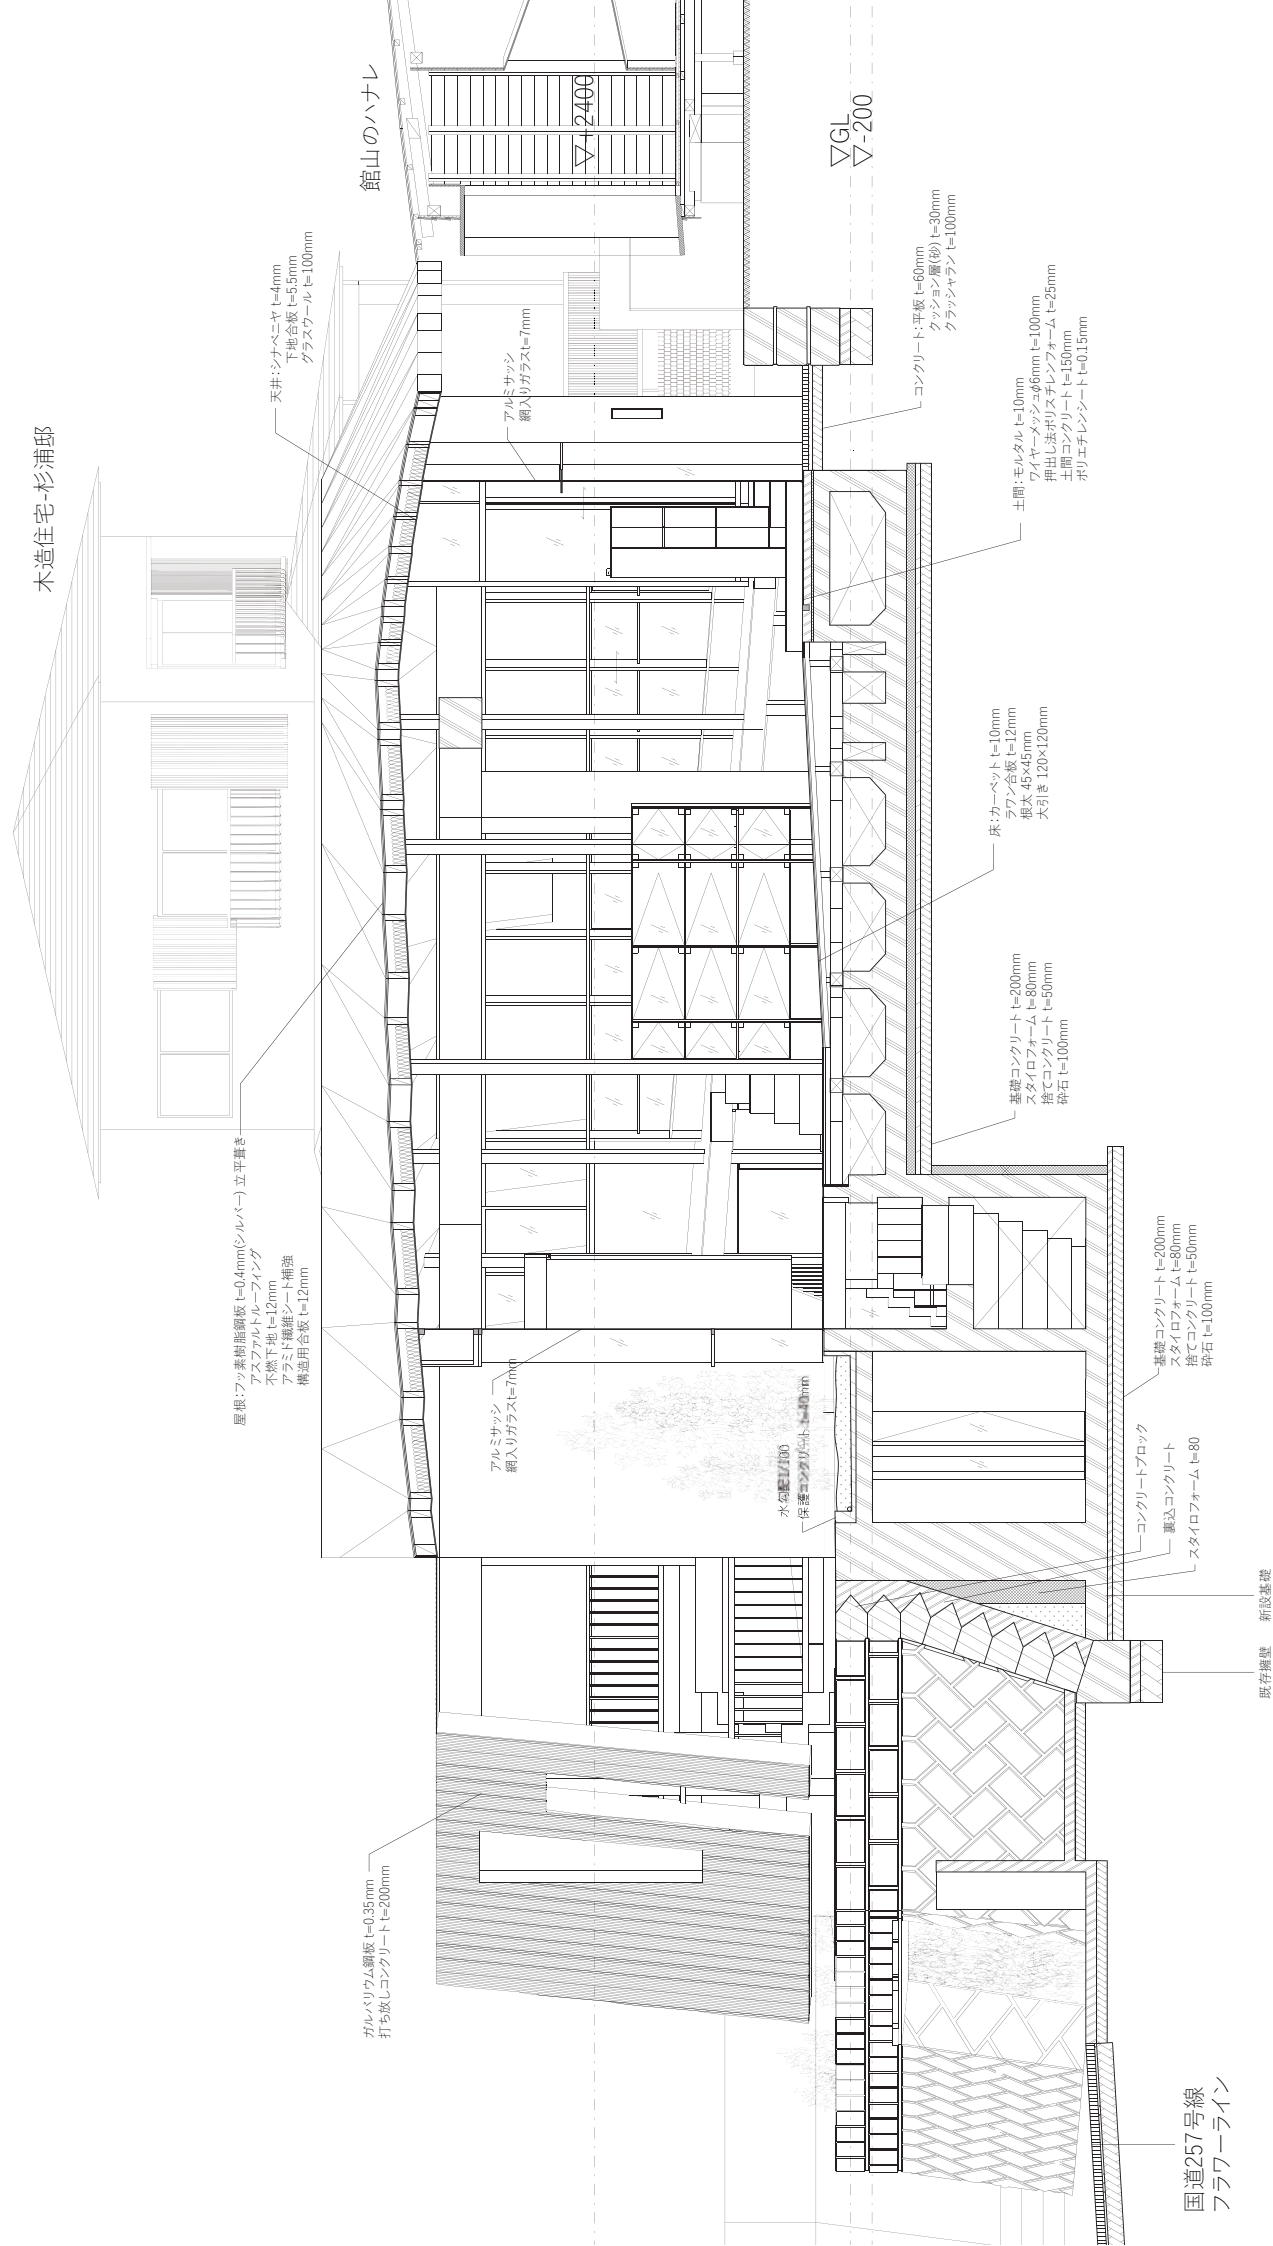 国道257号線
フラワーライン
ガルバリウム鋼板 t=0.35mm
打ち放しコンクリートt=200mm
既存擁壁
新設基礎
屋根:フッ素樹脂鋼板 t=0.4mm(シルバー) 立平葺き
アスファルトルーフィング
不燃下地 t=12mm
アラミド繊維シート補強
構造用合板 t=12mm
アルミサッシ
網入りガラスt=7mm
水勾配1/100
保護コンクリート t=40mm
コンクリートブロック
裏込コンクリート
スタイロフォーム t=80
基礎コンクリート t=200mm
スタイロフォーム t=80mm
捨てコンクリート t=50mm
砕石 t=100mm
基礎コンクリート t=200mm
スタイロフォーム t=80mm
捨てコンクリート t=50mm
砕石 t=100mm
床:カーペット t=10mm
ラワン合板 t=12mm
根太 45×45mm
大引き 120×120mm
木造住宅-杉浦邸
天井:シナベニヤ t=4mm
下地合板 t=5.5mm
グラスウール t=100mm
アルミサッシ
網入りガラスt=7mm
土間:モルタル t=10mm
ワイヤーメッシュφ6mm t=100mm
押出し法ポリスチレンフォーム t=25mm
土間コンクリート t=150mm
ポリエチレンシート t=0.15mm
コンクリート:平板 t=60mm
クッション層(砂) t=30mm
クラッシャラン t=100mm
館山のハナレ
▽+2400
▽GL
▽-200